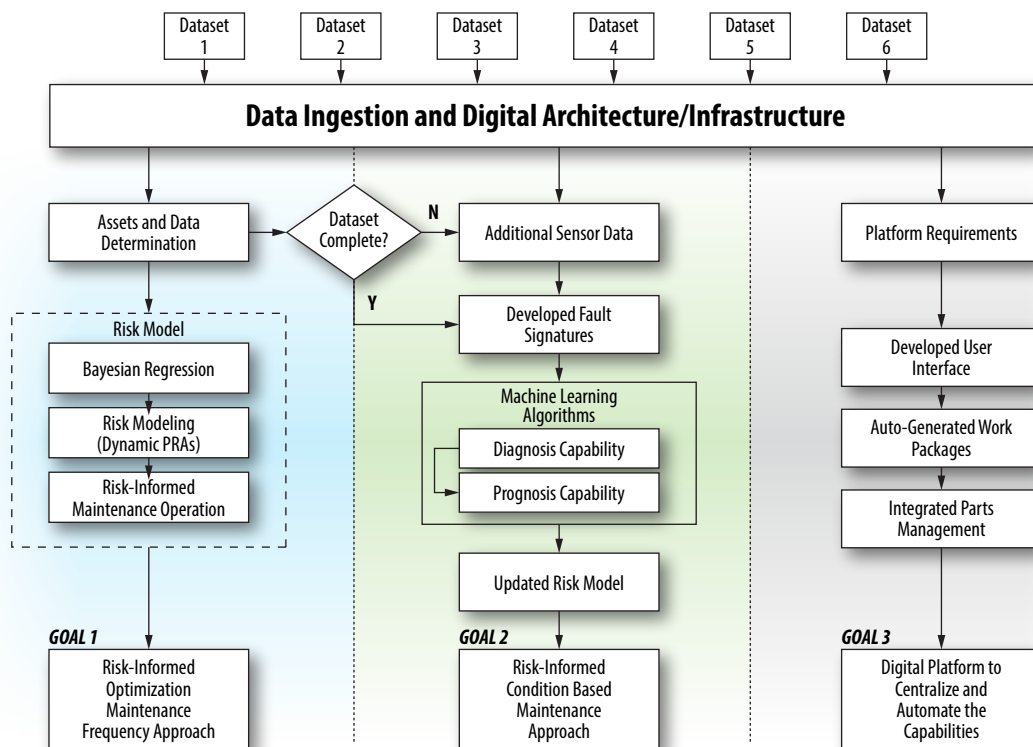 Dataset
1
Dataset
2
Dataset
3
Dataset
4
Dataset
5
Dataset
6
Data Ingestion and Digital Architecture/Infrastructure
Assets and Data
Determination
Dataset
Complete?
N
Y
Risk Model
Bayesian Regression
Risk Modeling
(Dynamic PRAs)
Risk-Informed
Maintenance Operation
GOAL 1
Risk-Informed
Optimization
Maintenance
Frequency Approach
Additional Sensor Data
Developed Fault
Signatures
Machine Learning
Algorithms
Diagnosis Capability
Prognosis Capability
Updated Risk Model
GOAL 2
Risk-Informed
Condition Based
Maintenance
Approach
Platform Requirements
Developed User
Interface
Auto-Generated Work
Packages
Integrated Parts
Management
GOAL 3
Digital Platform to
Centralize and
Automate the
Capabilities